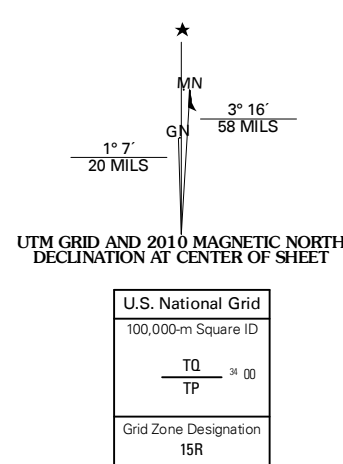 MN
3° 16´
58 MILS
GN
1° 7´
20 MILS
UTM GRID AND 2010 MAGNETIC NORTH
DECLINATION AT CENTER OF SHEET
U.S. National Grid
100,000-m Square ID
TQ
34 00
TP
Grid Zone Designation
15R